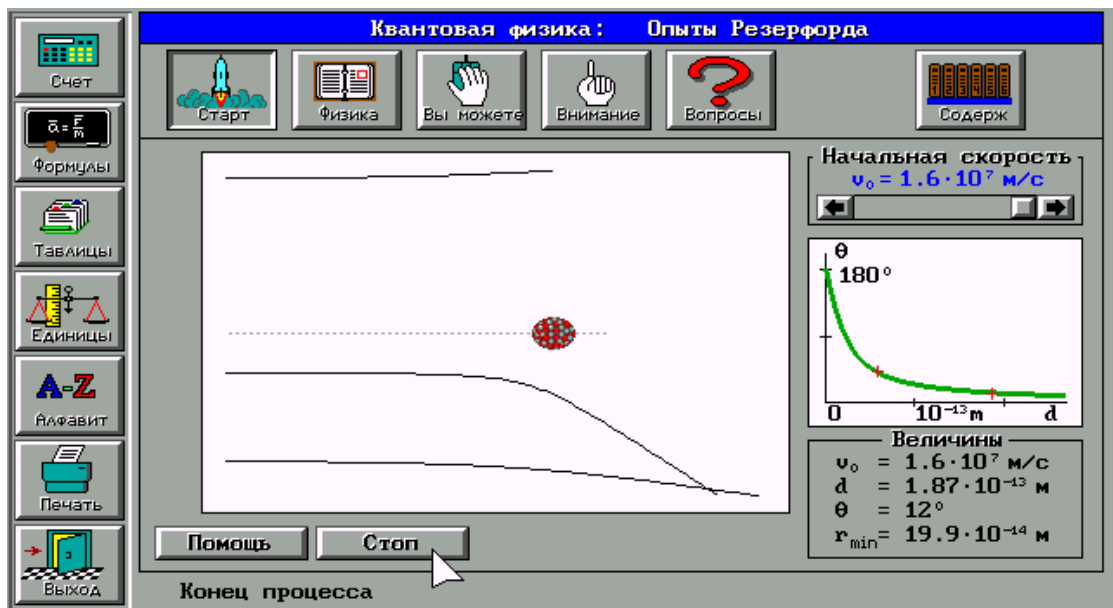 Квантовая физика: Опыты Резерфорда
Счет
ā = F/m
Формулы
Таблицы
Единицы
A-Z
Алфавит
Печать
Выход
Старт
Физика
Вы можете
Внимание
Вопросы
Содерж
Начальная скорость
v₀ = 1.6·10⁷ м/с
θ
180°
0 10⁻¹³ m d
Величины
v₀ = 1.6·10⁷ м/с
d = 1.87·10⁻¹³ м
θ = 12°
r min = 19.9·10⁻¹⁴ м
Помощь
Стоп
Конец процесса